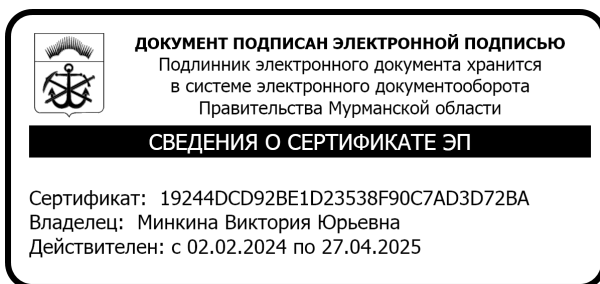 ДОКУМЕНТ ПОДПИСАН ЭЛЕКТРОННОЙ ПОДПИСЬЮ
Подлинник электронного документа хранится
в системе электронного документооборота
Правительства Мурманской области
СВЕДЕНИЯ О СЕРТИФИКАТЕ ЭП
Сертификат: 19244DCD92BE1D23538F90C7AD3D72BA
Владелец: Минкина Виктория Юрьевна
Действителен: с 02.02.2024 по 27.04.2025